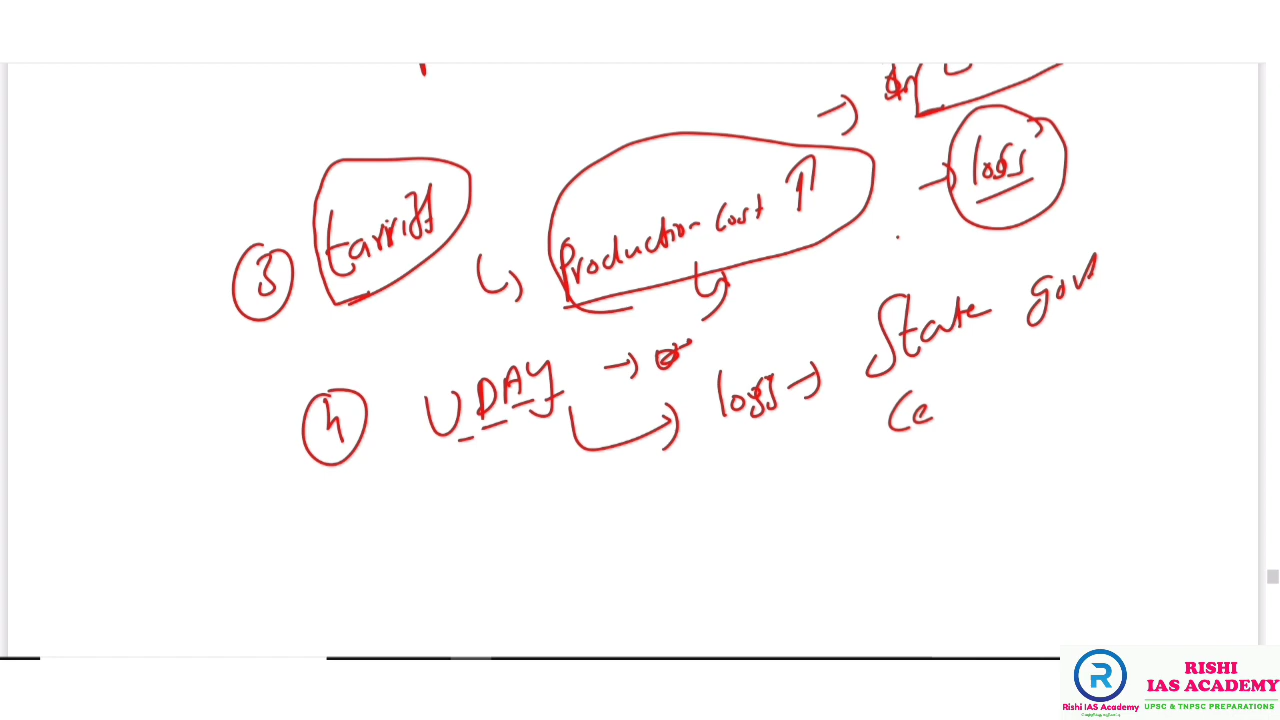 loss
③ tarriff ↳ Production cost ↑
④ UDAY → loss → State govt
Ce
RISHI
IAS ACADEMY
Rishi IAS Academy
UPSC & TNPSC PREPARATIONS